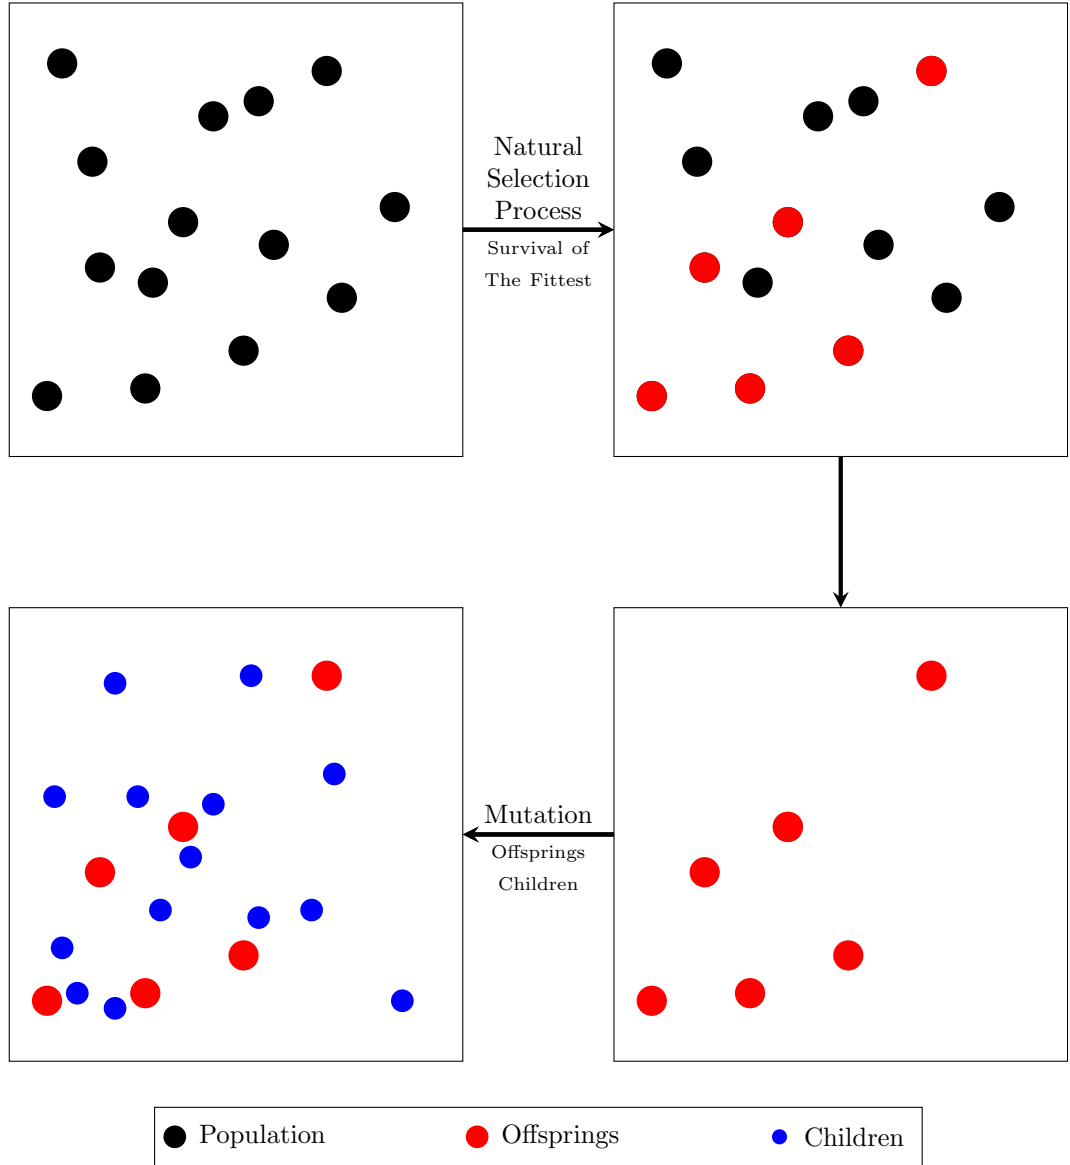 Natural
Selection
Process
Survival of
The Fittest
Mutation
Offsprings
Children
Population
Offsprings
Children